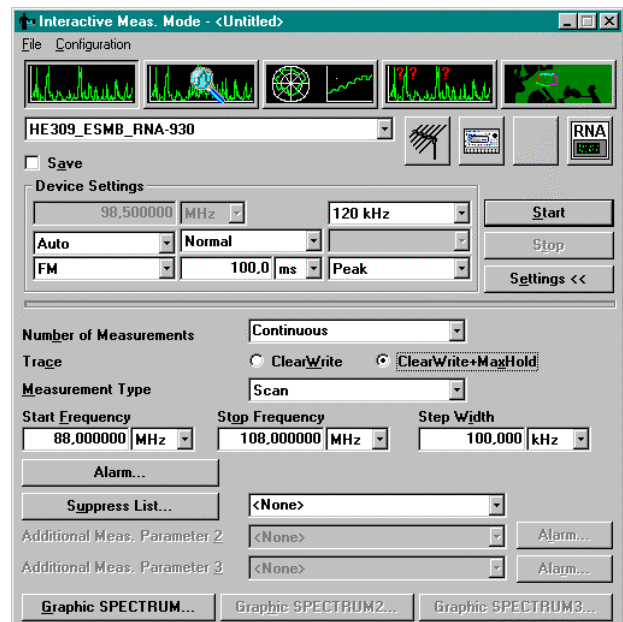 Interactive Meas. Mode - <Untitled>
File Configuration
??
?
HE309_ESMB_RNA-930
RNA
Save
Device Settings
98,500000 MHz 120 kHz Start
Auto Normal Stop
FM 100,0 ms Peak Settings <<
Number of Measurements Continuous
Trace ClearWrite ClearWrite+MaxHold
Measurement Type Scan
Start Frequency Stop Frequency Step Width
88,000000 MHz 108,000000 MHz 100,000 kHz
Alarm...
Suppress List... <None>
Additional Meas. Parameter 2 <None> Alarm...
Additional Meas. Parameter 3 <None> Alarm...
Graphic SPECTRUM... Graphic SPECTRUM2... Graphic SPECTRUM3...